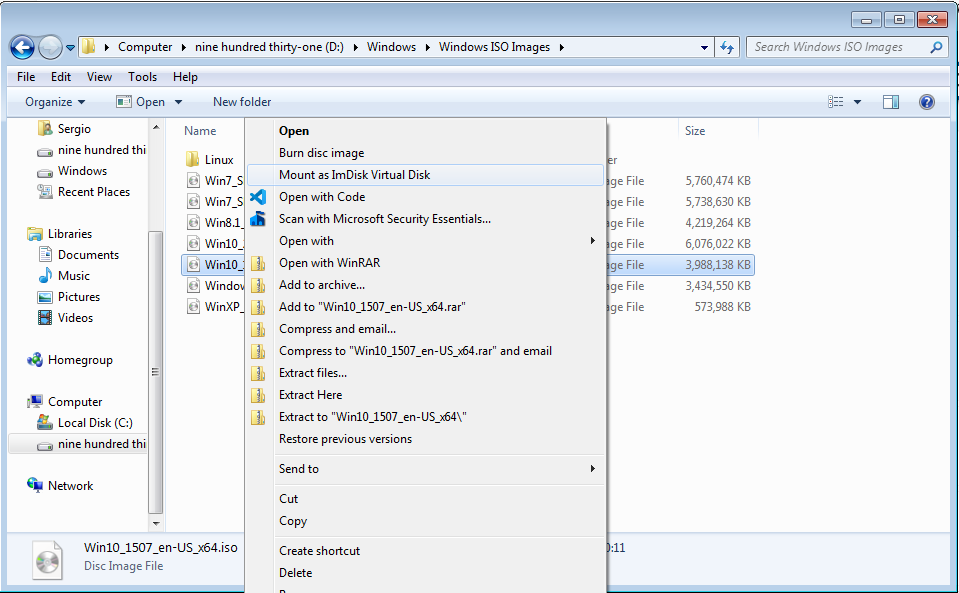 Computer ▸ nine hundred thirty-one (D:) ▸ Windows ▸ Windows ISO Images ▸
Search Windows ISO Images
File Edit View Tools Help
Organize Open New folder
Sergio
nine hundred thi
Windows
Recent Places
Libraries
Documents
Music
Pictures
Videos
Homegroup
Computer
Local Disk (C:)
nine hundred thi
Network
Name
Linux
Win7_S
Win7_S
Win8.1_
Win10_
Win10_
Window
WinXP_
Open
Burn disc image
Mount as ImDisk Virtual Disk
Open with Code
Scan with Microsoft Security Essentials...
Open with
Open with WinRAR
Add to archive...
Add to "Win10_1507_en-US_x64.rar"
Compress and email...
Compress to "Win10_1507_en-US_x64.rar" and email
Extract files...
Extract Here
Extract to "Win10_1507_en-US_x64\"
Restore previous versions
Send to
Cut
Copy
Create shortcut
Delete
Size
er
age File 5,760,474 KB
age File 5,738,630 KB
age File 4,219,264 KB
age File 6,076,022 KB
age File 3,988,138 KB
age File 3,434,550 KB
age File 573,988 KB
Win10_1507_en-US_x64.iso
Disc Image File
0:11